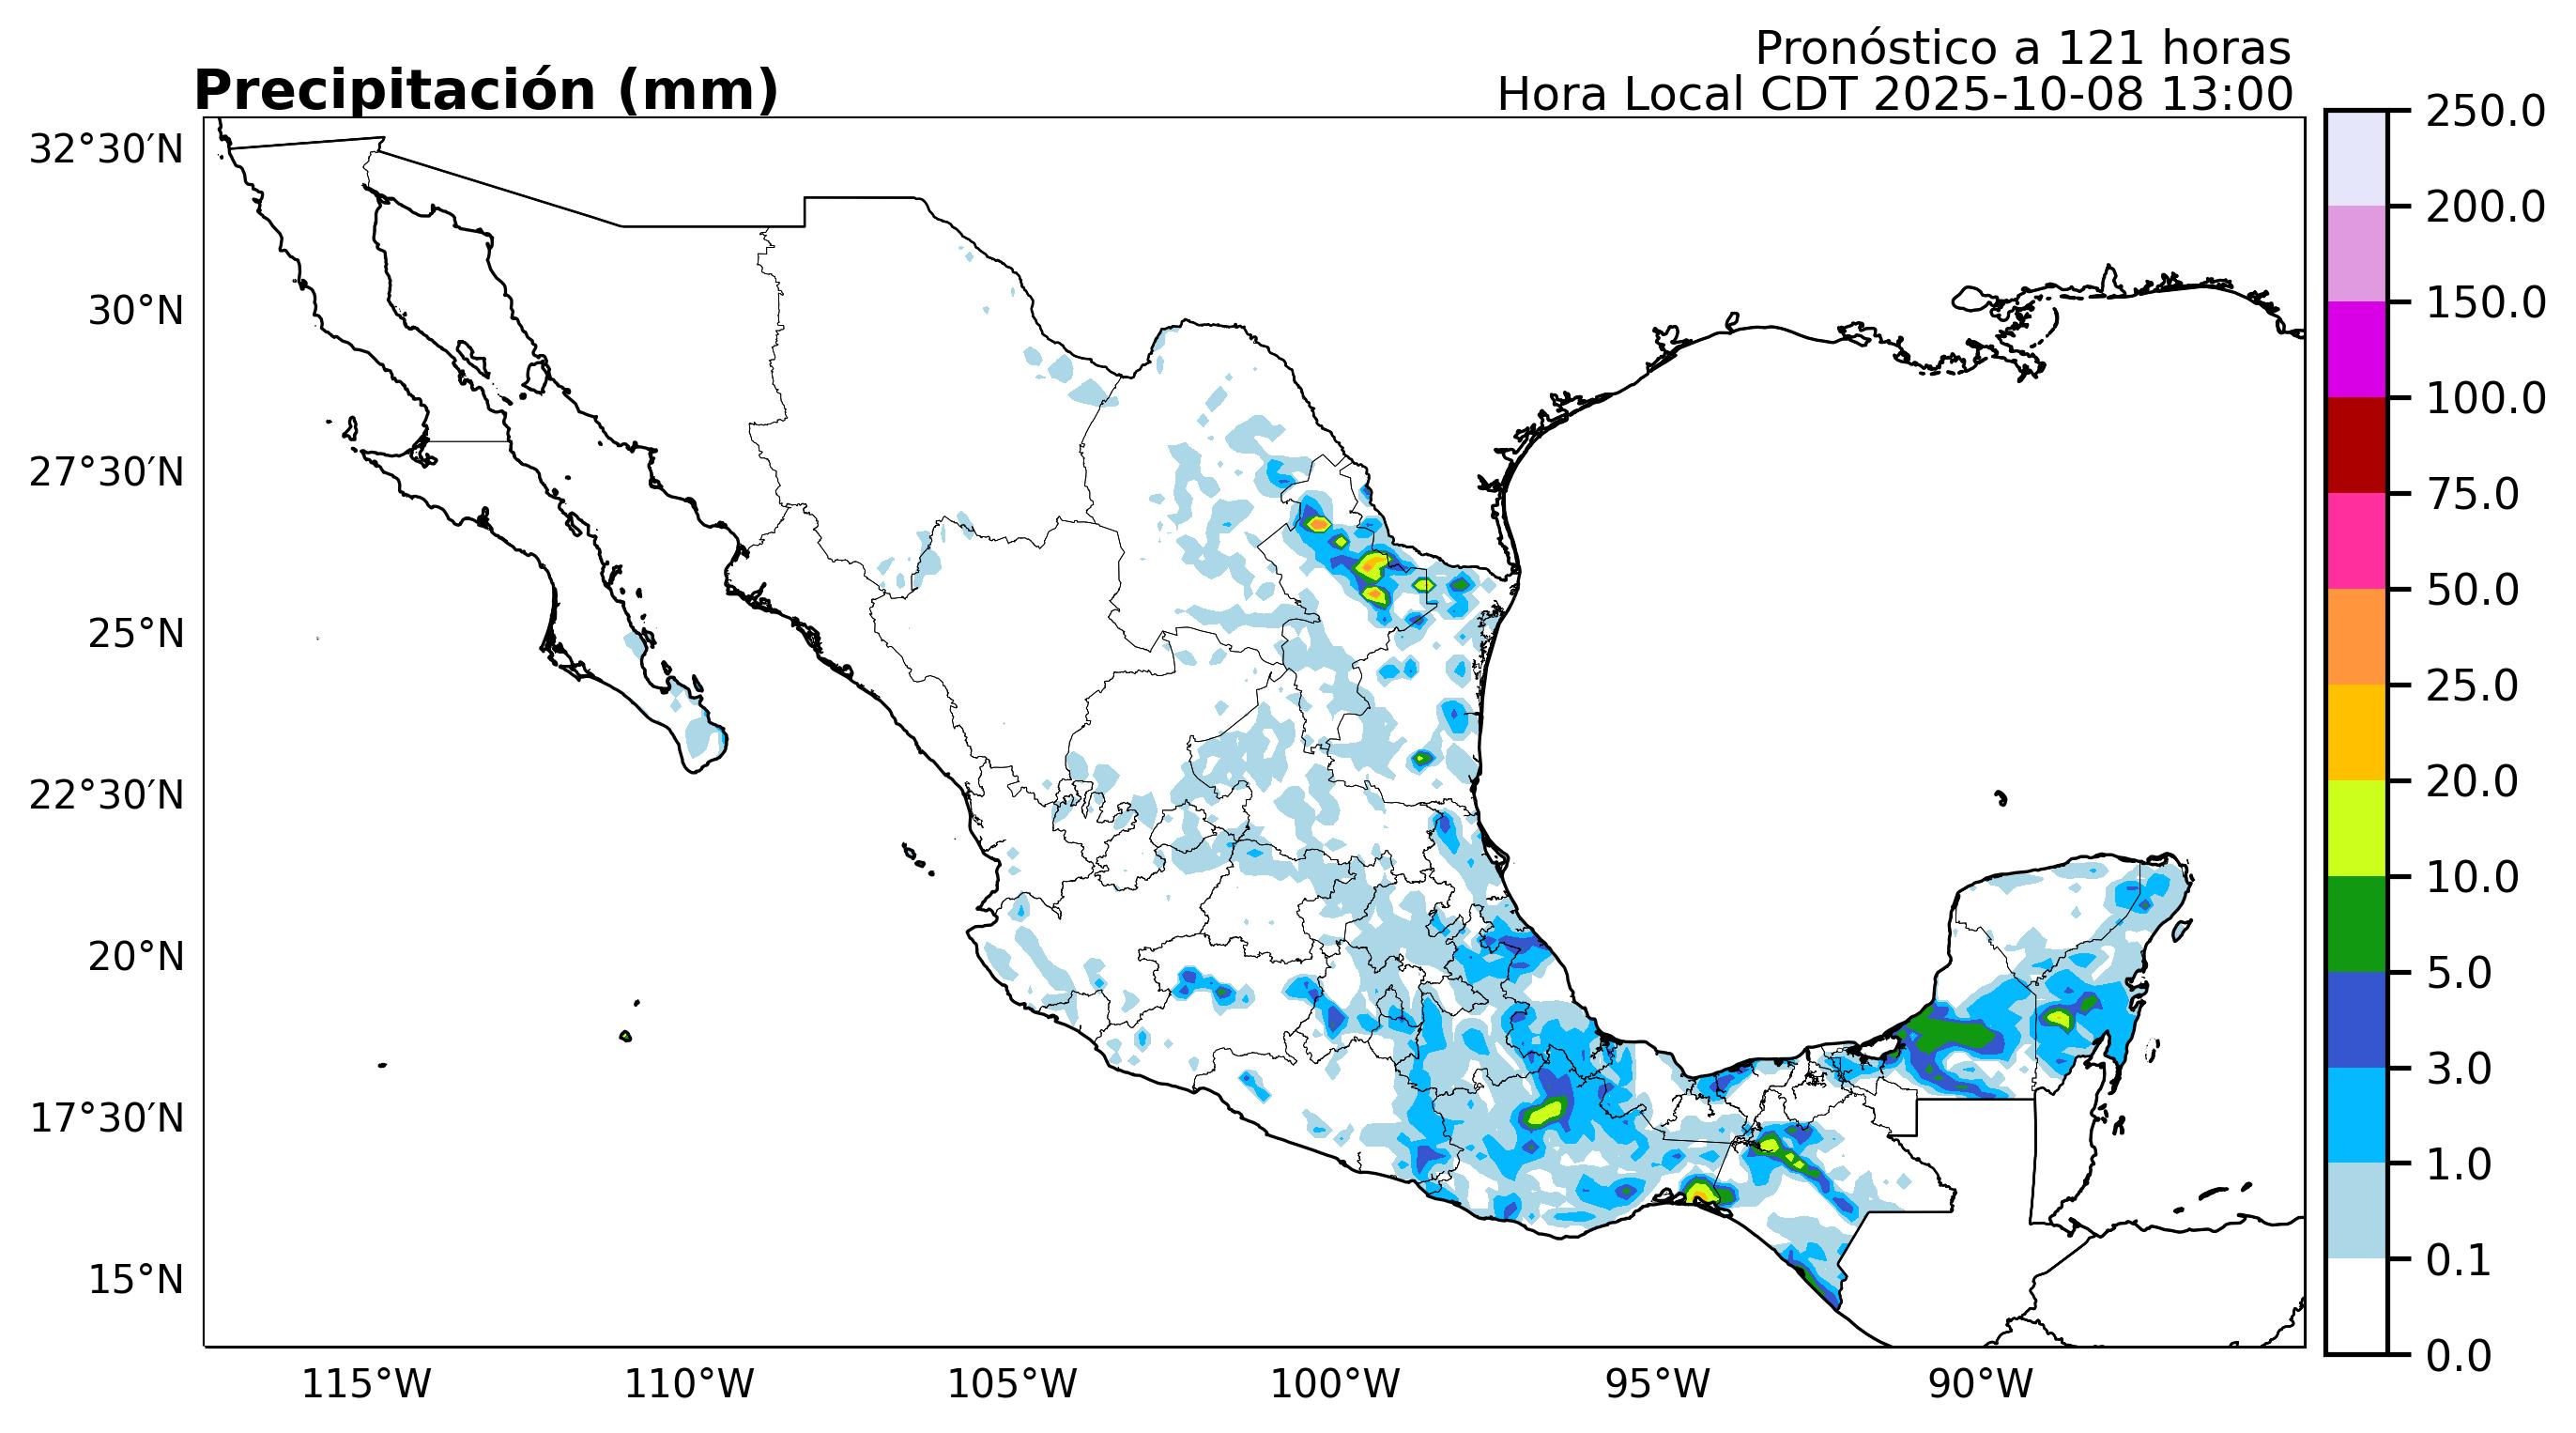 Pronóstico a 121 horas
Precipitación (mm)
Hora Local CDT 2025-10-08 13:00
32°30′N
30°N
27°30′N
25°N
22°30′N
20°N
17°30′N
15°N
115°W
110°W
105°W
100°W
95°W
90°W
250.0
200.0
150.0
100.0
75.0
50.0
25.0
20.0
10.0
5.0
3.0
1.0
0.1
0.0